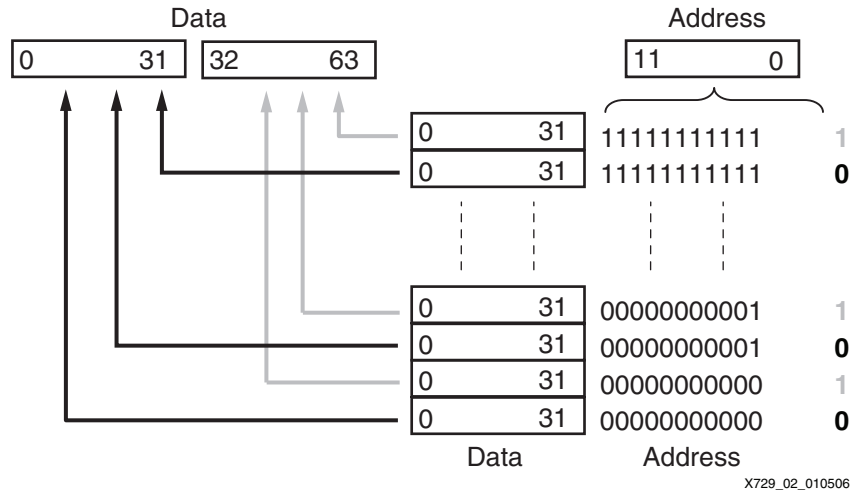 Data Address
0 31 32 63 11 0
0 31 11111111111 1
0 31 11111111111 0
0 31 00000000001 1
0 31 00000000001 0
0 31 00000000000 1
0 31 00000000000 0
Data Address
X729_02_010506